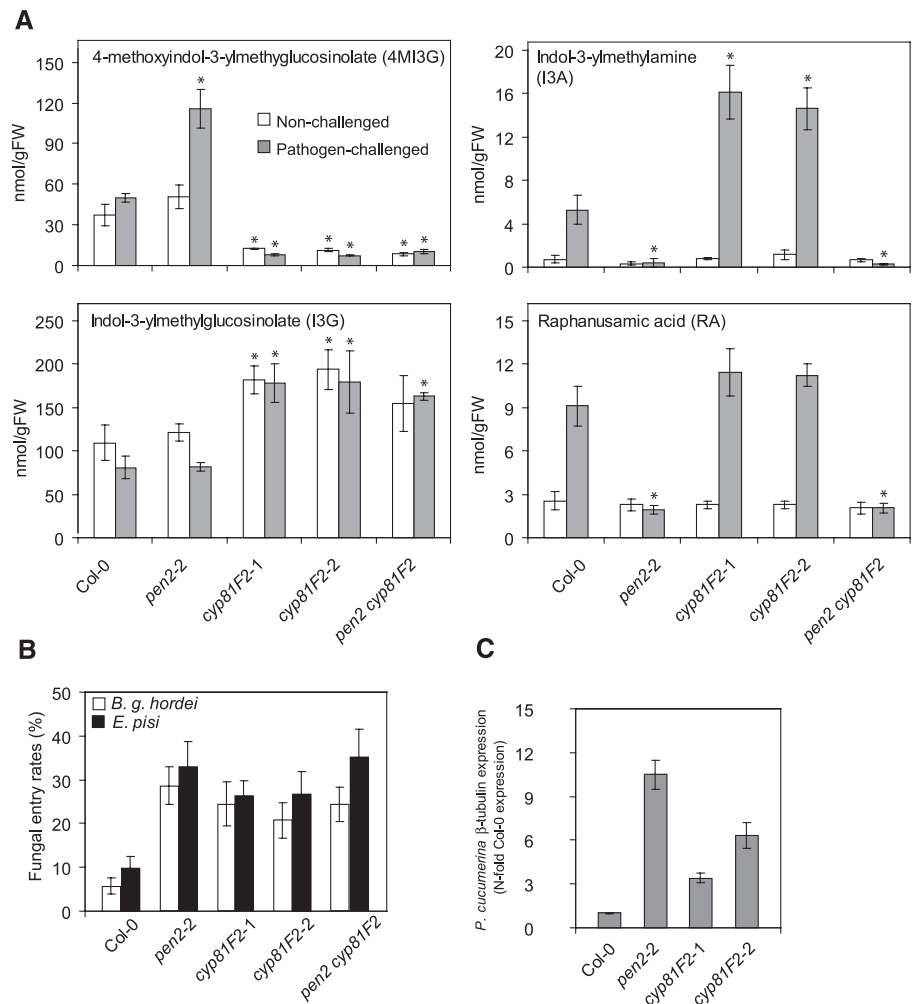 A
4-methoxyindol-3-ylmethyglucosinolate (4MI3G)
150
120
90
60
30
0
nmol/gFW
Non-challenged
Pathogen-challenged
*
* * * * * *
Indol-3-ylmethylamine
(I3A)
20
16
12
8
4
0
nmol/gFW
* * * *
Indol-3-ylmethylglucosinolate (I3G)
250
200
150
100
50
0
nmol/gFW
* * * * *
Col-0
pen2-2
cyp81F2-1
cyp81F2-2
pen2 cyp81F2
Raphanusamic acid (RA)
15
12
9
6
3
0
nmol/gFW
* *
Col-0
pen2-2
cyp81F2-1
cyp81F2-2
pen2 cyp81F2
B
B. g. hordei
E. pisi
50
40
30
20
10
0
Fungal entry rates (%)
Col-0
pen2-2
cyp81F2-1
cyp81F2-2
pen2 cyp81F2
C
15
12
9
6
3
0
P. cucumerina β-tubulin expression
(N-fold Col-0 expression)
Col-0
pen2-2
cyp81F2-1
cyp81F2-2